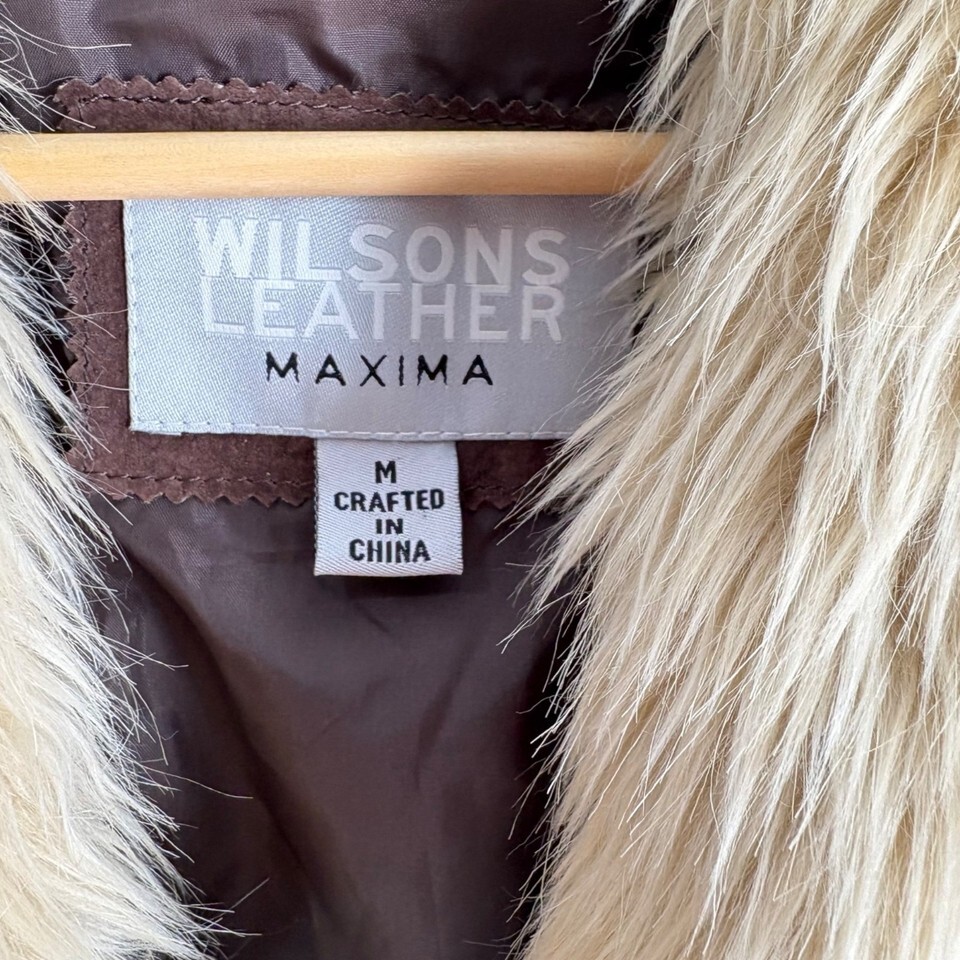 WILSONS
LEATHER
MAXIMA
M
CRAFTED
IN
CHINA